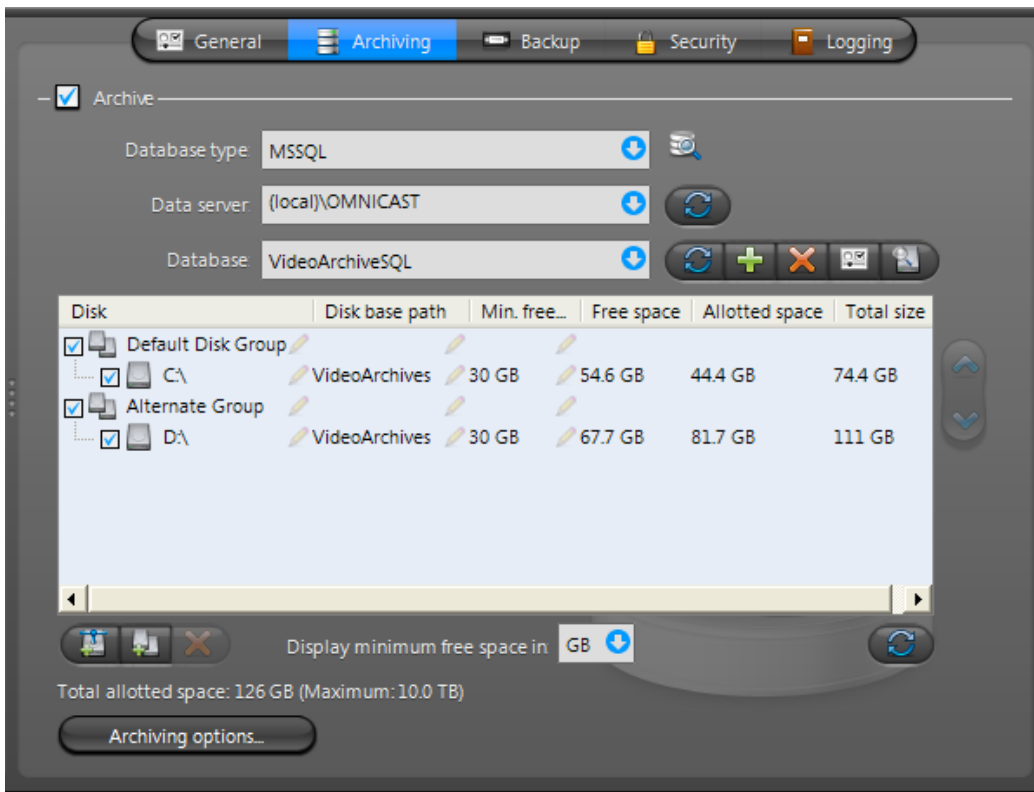 General Archiving Backup Security Logging
Archive
Database type: MSSQL
Data server: (local)\OMNICAST
Database: VideoArchiveSQL
Disk Disk base path Min. free... Free space Allotted space Total size
Default Disk Group
C:\ VideoArchives 30 GB 54.6 GB 44.4 GB 74.4 GB
Alternate Group
D:\ VideoArchives 30 GB 67.7 GB 81.7 GB 111 GB
Display minimum free space in: GB
Total allotted space: 126 GB (Maximum: 10.0 TB)
Archiving options...